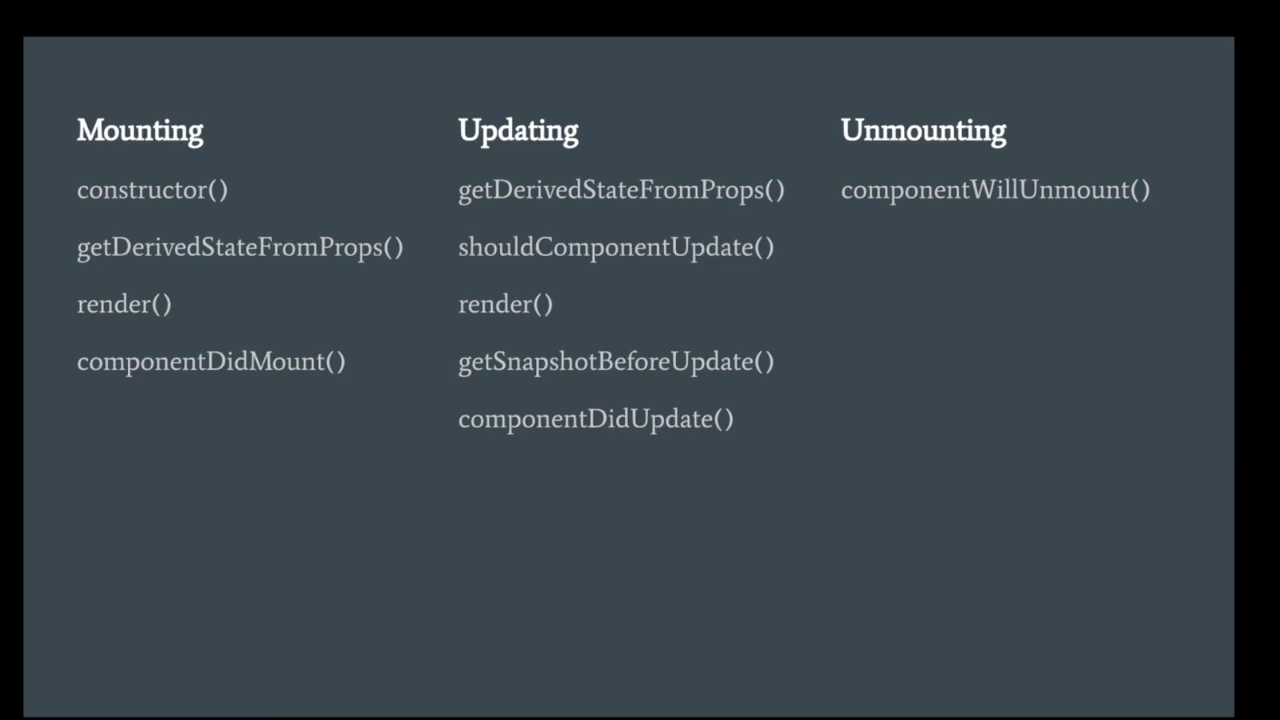 Mounting
constructor()
getDerivedStateFromProps()
render()
componentDidMount()
Updating
getDerivedStateFromProps()
shouldComponentUpdate()
render()
getSnapshotBeforeUpdate()
componentDidUpdate()
Unmounting
componentWillUnmount()